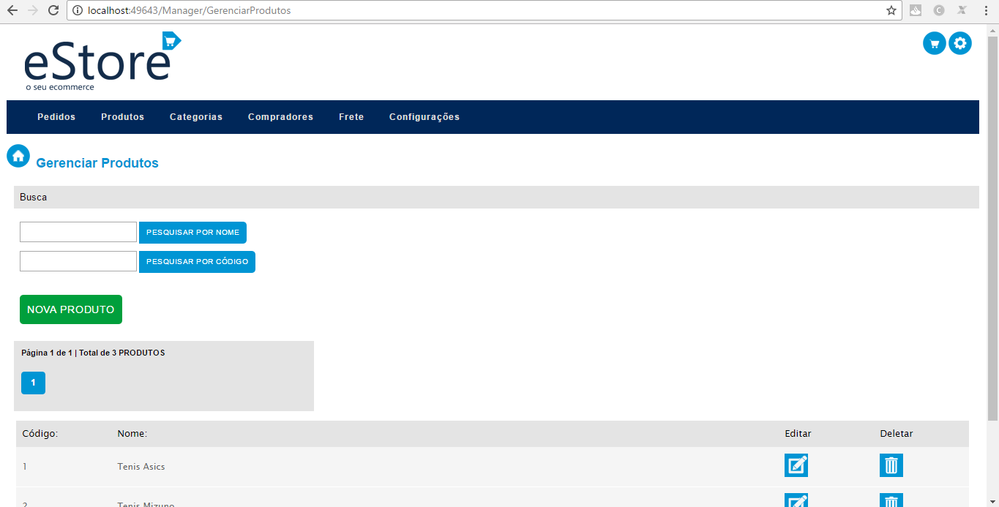 localhost:49643/Manager/GerenciarProdutos
eStore
o seu ecommerce
Pedidos Produtos Categorias Compradores Frete Configurações
Gerenciar Produtos
Busca
PESQUISAR POR NOME
PESQUISAR POR CÓDIGO
NOVA PRODUTO
Página 1 de 1 | Total de 3 PRODUTOS
1
Código: Nome: Editar Deletar
1 Tenis Asics
2 Tenis Mizuno